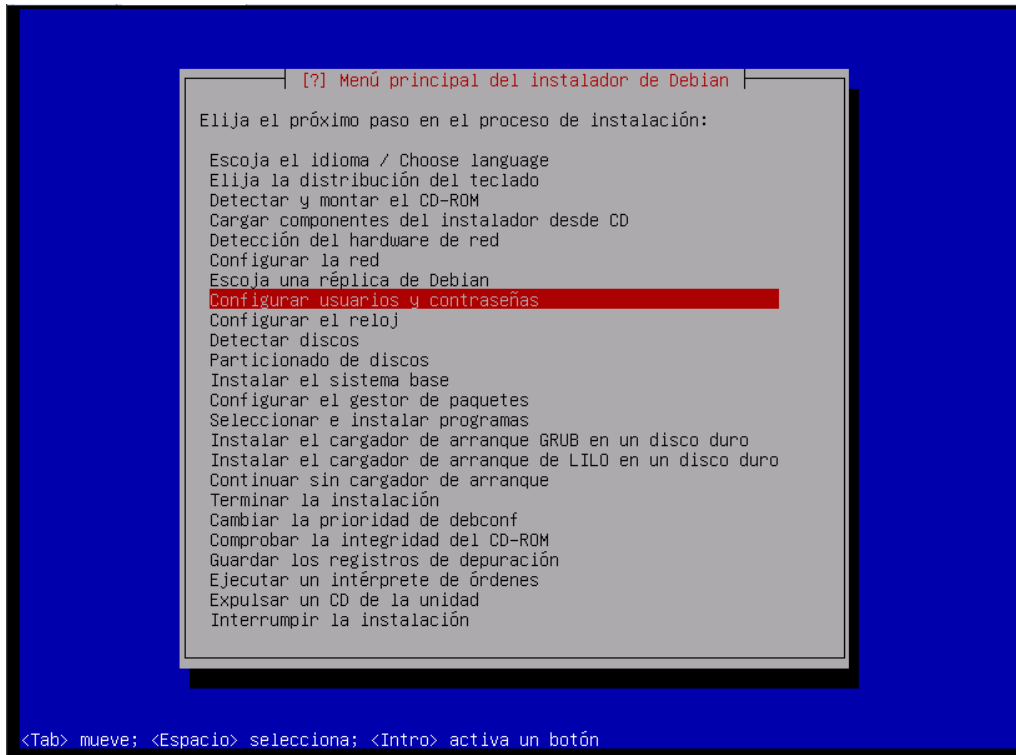 [?] Menú principal del instalador de Debian
Elija el próximo paso en el proceso de instalación:
Escoja el idioma / Choose language
Elija la distribución del teclado
Detectar y montar el CD-ROM
Cargar componentes del instalador desde CD
Detección del hardware de red
Configurar la red
Escoja una réplica de Debian
Configurar usuarios y contraseñas
Configurar el reloj
Detectar discos
Particionado de discos
Instalar el sistema base
Configurar el gestor de paquetes
Seleccionar e instalar programas
Instalar el cargador de arranque GRUB en un disco duro
Instalar el cargador de arranque de LILO en un disco duro
Continuar sin cargador de arranque
Terminar la instalación
Cambiar la prioridad de debconf
Comprobar la integridad del CD-ROM
Guardar los registros de depuración
Ejecutar un intérprete de órdenes
Expulsar un CD de la unidad
Interrumpir la instalación
<Tab> mueve; <Espacio> selecciona; <Intro> activa un botón